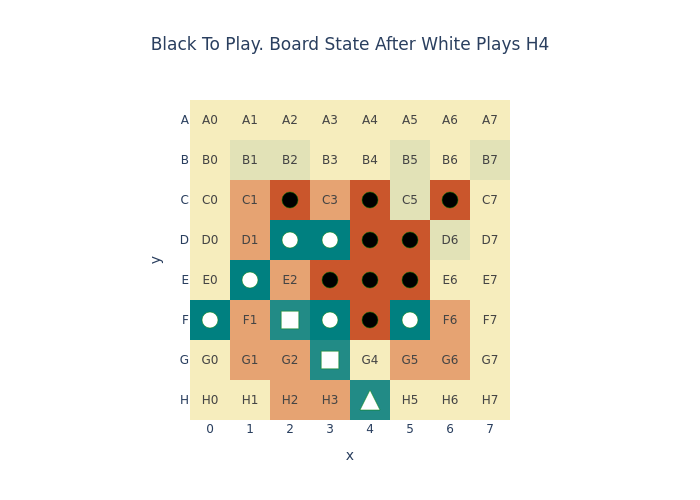 Black To Play. Board State After White Plays H4
A A0 A1 A2 A3 A4 A5 A6 A7
B B0 B1 B2 B3 B4 B5 B6 B7
C C0 C1 C3 C5 C7
D D0 D1 D6 D7
E E0 E2 E6 E7
F F1 F6 F7
G G0 G1 G2 G4 G5 G6 G7
H H0 H1 H2 H3 H5 H6 H7
0 1 2 3 4 5 6 7
x
y